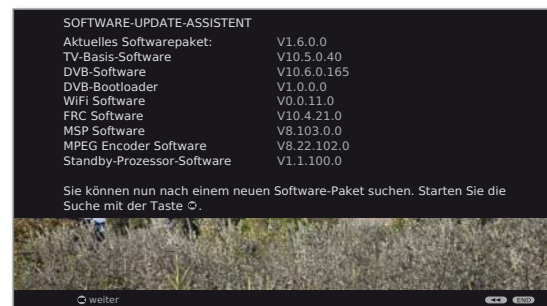 SOFTWARE-UPDATE-ASSISTENT
Aktuelles Softwarepaket: V1.6.0.0
TV-Basis-Software V10.5.0.40
DVB-Software V10.6.0.165
DVB-Bootloader V1.0.0.0
WiFi Software V0.0.11.0
FRC Software V10.4.21.0
MSP Software V8.103.0.0
MPEG Encoder Software V8.22.102.0
Standby-Prozessor-Software V1.1.100.0
Sie können nun nach einem neuen Software-Paket suchen. Starten Sie die
Suche mit der Taste OK.
OK weiter END